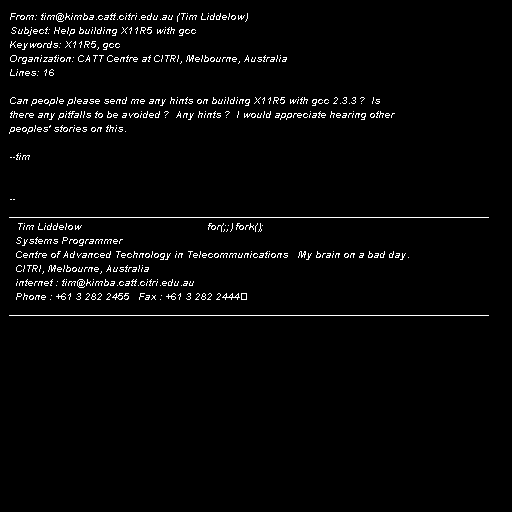 From: tim@kimba.catt.citri.edu.au (Tim Liddelow)
Subject: Help building X11R5 with gcc
Keywords: X11R5, gcc
Organization: CATT Centre at CITRI, Melbourne, Australia
Lines: 16

Can people please send me any hints on building X11R5 with gcc 2.3.3 ?  Is
there any pitfalls to be avoided ?  Any hints ?  I would appreciate hearing other
peoples' stories on this.

--tim

--
Tim Liddelow for(;;) fork();
Systems Programmer
Centre of Advanced Technology in Telecommunications   My brain on a bad day.
CITRI, Melbourne, Australia
internet : tim@kimba.catt.citri.edu.au
Phone : +61 3 282 2455   Fax : +61 3 282 2444